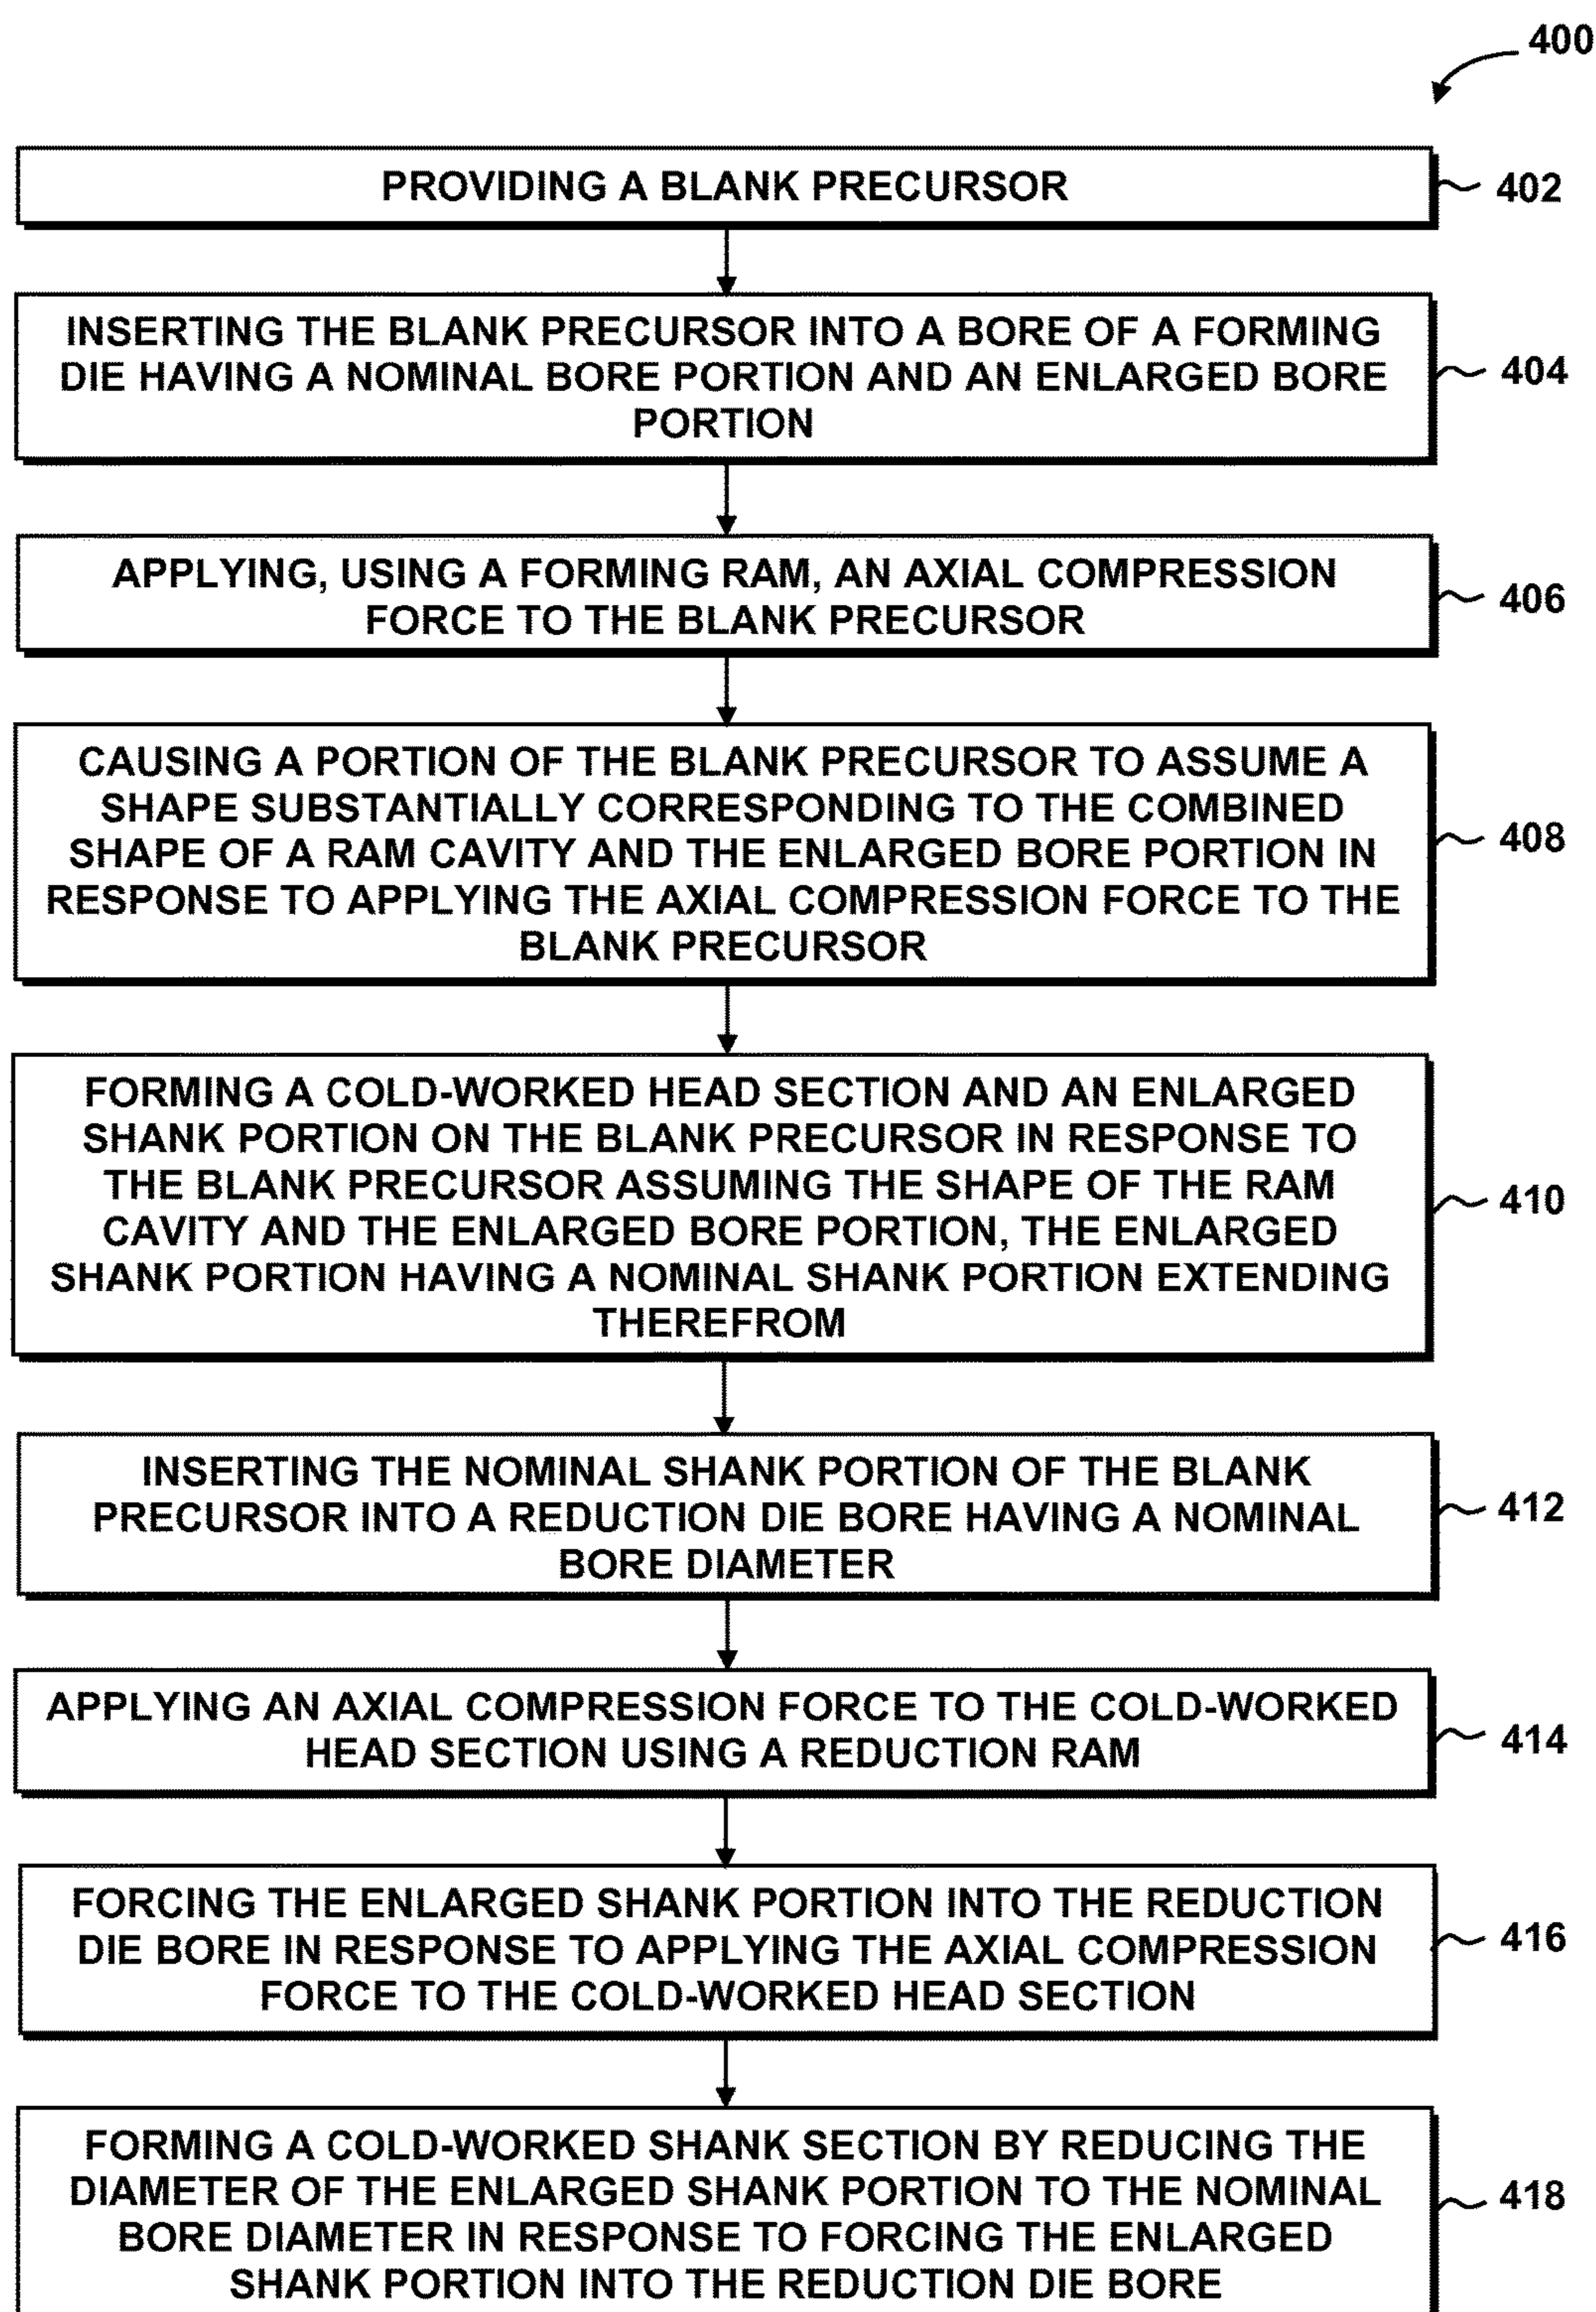 400
PROVIDING A BLANK PRECURSOR
402
INSERTING THE BLANK PRECURSOR INTO A BORE OF A FORMING
DIE HAVING A NOMINAL BORE PORTION AND AN ENLARGED BORE
PORTION
404
APPLYING, USING A FORMING RAM, AN AXIAL COMPRESSION
FORCE TO THE BLANK PRECURSOR
406
CAUSING A PORTION OF THE BLANK PRECURSOR TO ASSUME A
SHAPE SUBSTANTIALLY CORRESPONDING TO THE COMBINED
SHAPE OF A RAM CAVITY AND THE ENLARGED BORE PORTION IN
RESPONSE TO APPLYING THE AXIAL COMPRESSION FORCE TO THE
BLANK PRECURSOR
408
FORMING A COLD-WORKED HEAD SECTION AND AN ENLARGED
SHANK PORTION ON THE BLANK PRECURSOR IN RESPONSE TO
THE BLANK PRECURSOR ASSUMING THE SHAPE OF THE RAM
CAVITY AND THE ENLARGED BORE PORTION, THE ENLARGED
SHANK PORTION HAVING A NOMINAL SHANK PORTION EXTENDING
THEREFROM
410
INSERTING THE NOMINAL SHANK PORTION OF THE BLANK
PRECURSOR INTO A REDUCTION DIE BORE HAVING A NOMINAL
BORE DIAMETER
412
APPLYING AN AXIAL COMPRESSION FORCE TO THE COLD-WORKED
HEAD SECTION USING A REDUCTION RAM
414
FORCING THE ENLARGED SHANK PORTION INTO THE REDUCTION
DIE BORE IN RESPONSE TO APPLYING THE AXIAL COMPRESSION
FORCE TO THE COLD-WORKED HEAD SECTION
416
FORMING A COLD-WORKED SHANK SECTION BY REDUCING THE
DIAMETER OF THE ENLARGED SHANK PORTION TO THE NOMINAL
BORE DIAMETER IN RESPONSE TO FORCING THE ENLARGED
SHANK PORTION INTO THE REDUCTION DIE BORE
418